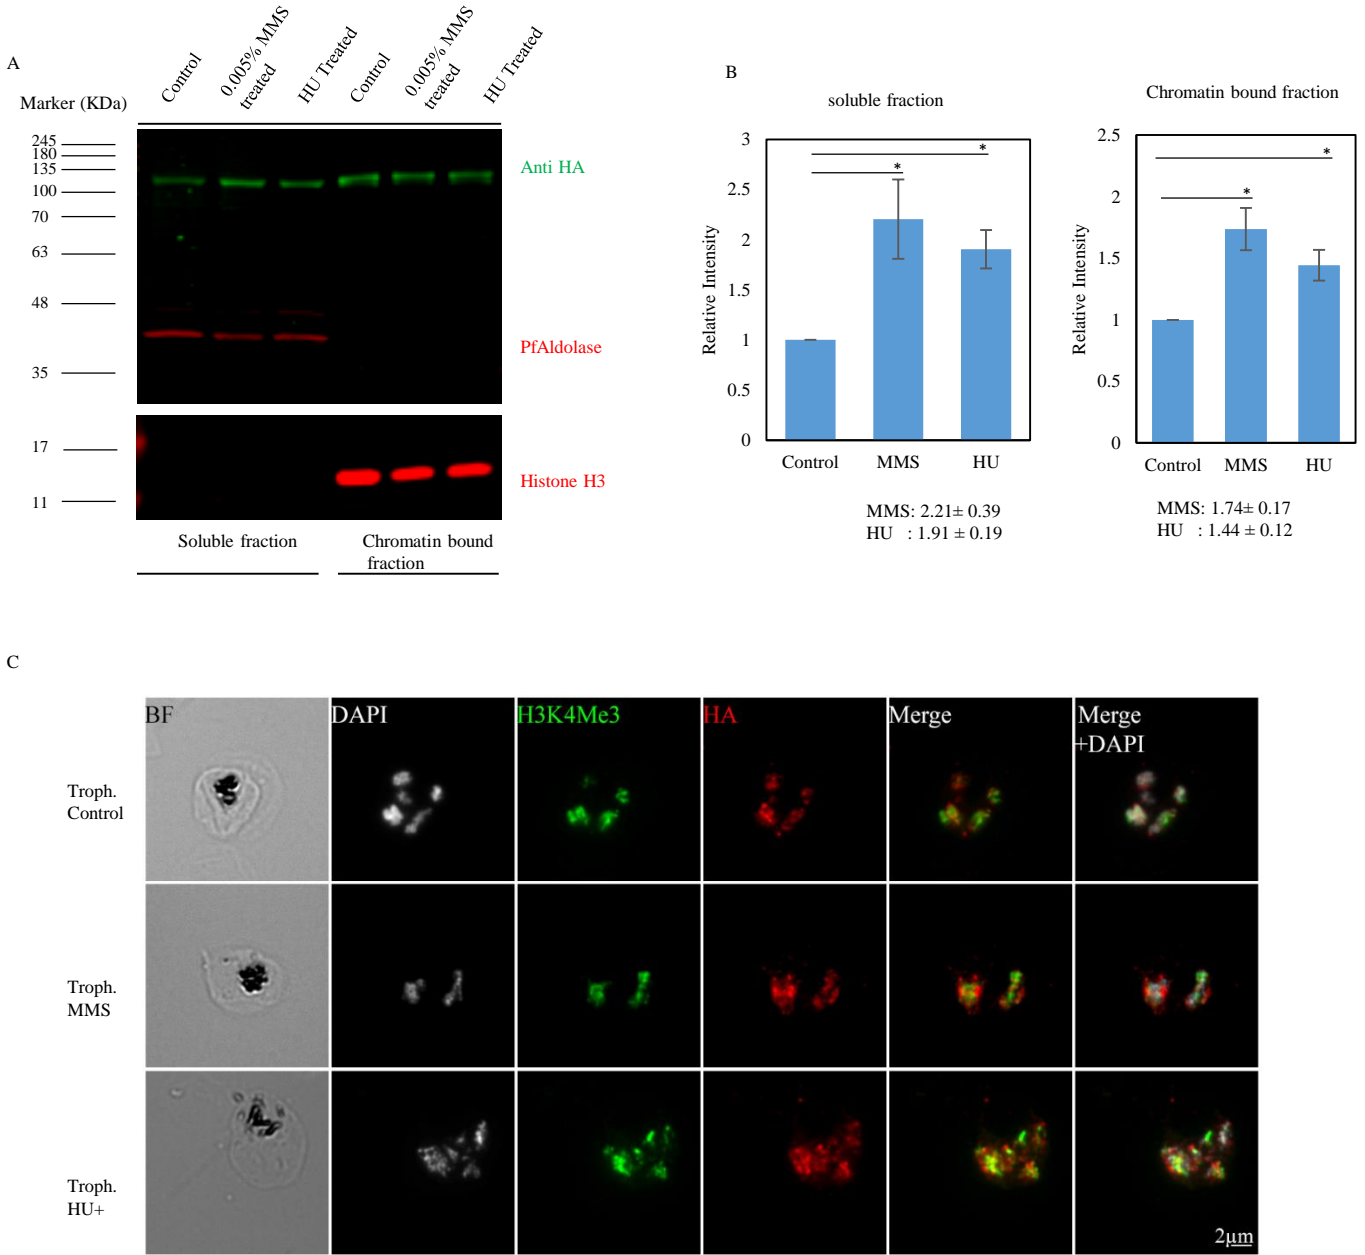 A
Marker (KDa)
Control
0.005% MMS
treated
HU Treated
Control
0.005% MMS
treated
HU Treated
245
180
135
100
70
63
48
35
17
11
Anti HA
PfAldolase
Histone H3
Soluble fraction
Chromatin bound
fraction
B
soluble fraction
Relative Intensity
3
2.5
2
1.5
1
0.5
0
*
*
Control
MMS
HU
MMS: 2.21± 0.39
HU : 1.91 ± 0.19
Chromatin bound fraction
Relative Intensity
2.5
2
1.5
1
0.5
0
*
*
Control
MMS
HU
MMS: 1.74± 0.17
HU : 1.44 ± 0.12
C
BF
DAPI
H3K4Me3
HA
Merge
Merge
+DAPI
Troph.
Control
Troph.
MMS
Troph.
HU+
2µm